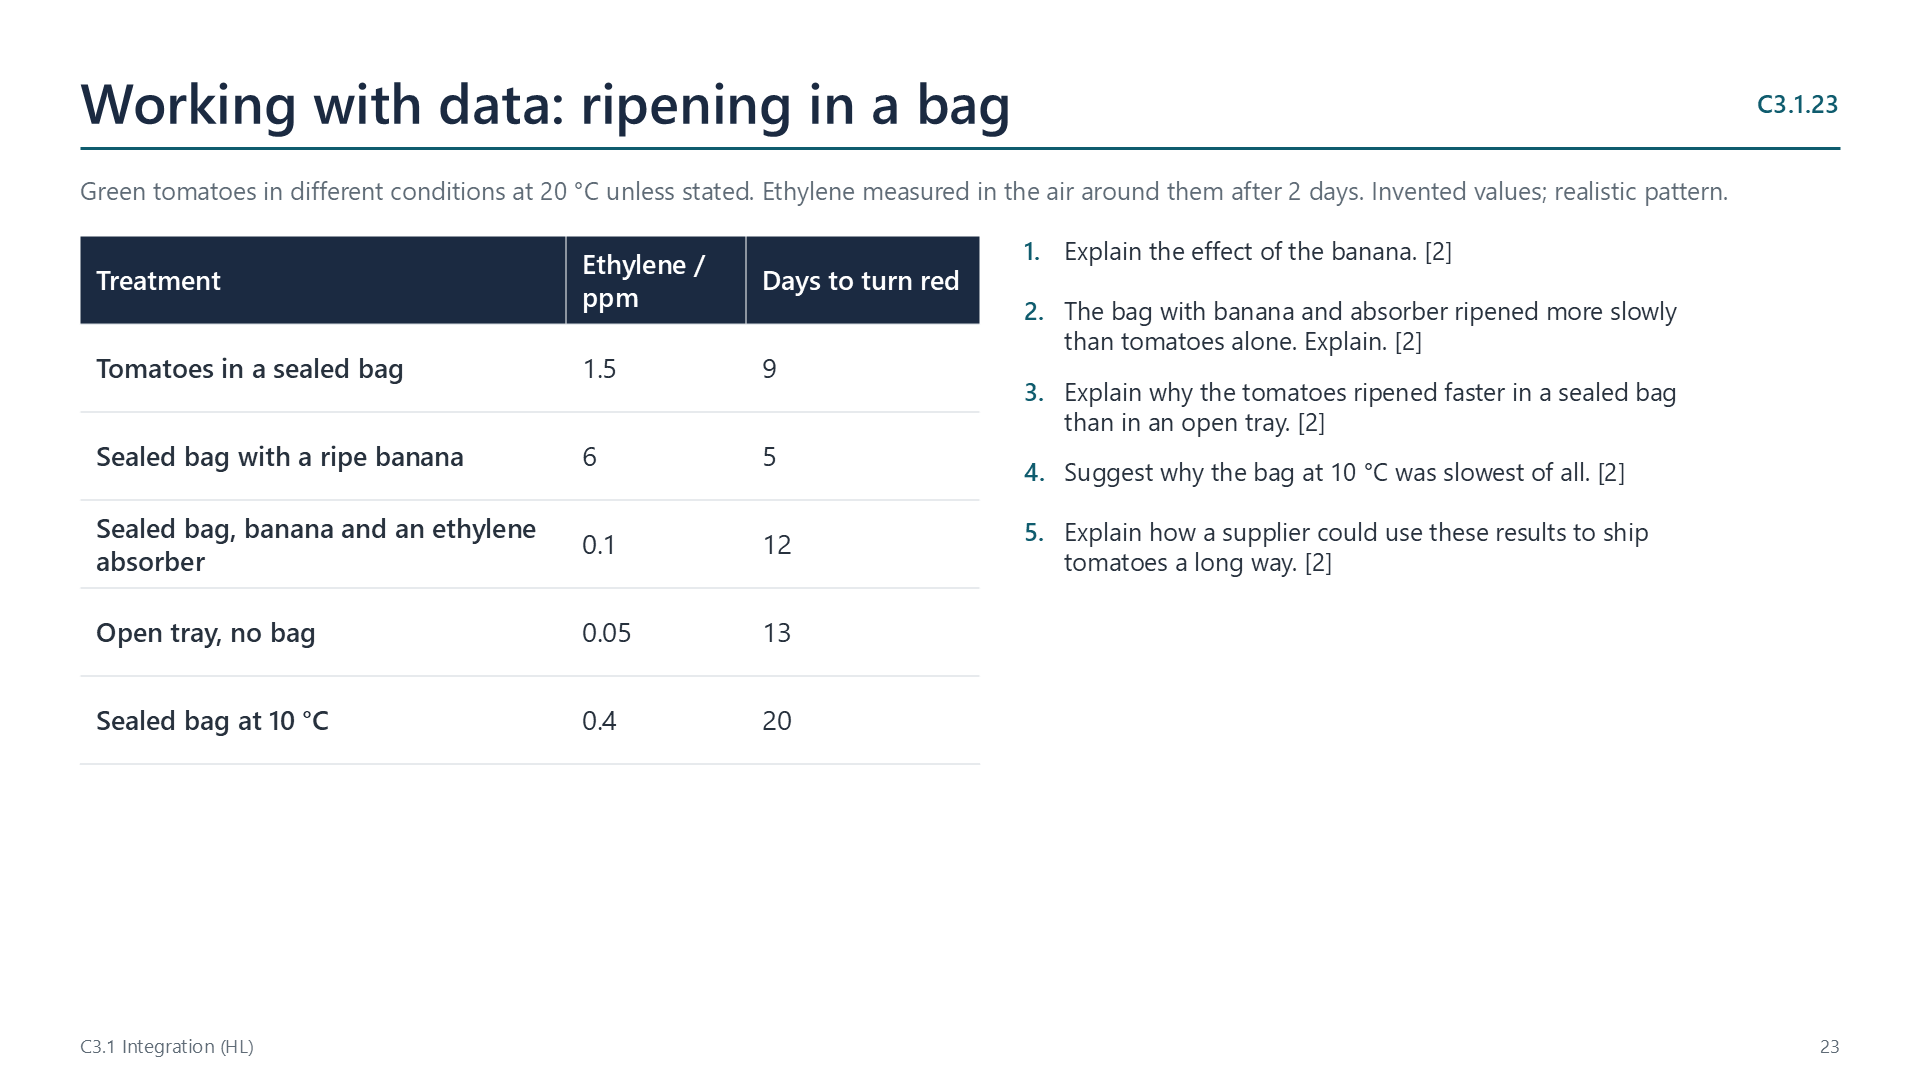 Working with data: ripening in a bag
C3.1.23
Green tomatoes in different conditions at 20 °C unless stated. Ethylene measured in the air around them after 2 days. Invented values; realistic pattern.
Treatment
Ethylene /
ppm
Days to turn red
Tomatoes in a sealed bag
1.5
9
Sealed bag with a ripe banana
6
5
Sealed bag, banana and an ethylene
absorber
0.1
12
Open tray, no bag
0.05
13
Sealed bag at 10 °C
0.4
20
1. Explain the effect of the banana. [2]
2. The bag with banana and absorber ripened more slowly
than tomatoes alone. Explain. [2]
3. Explain why the tomatoes ripened faster in a sealed bag
than in an open tray. [2]
4. Suggest why the bag at 10 °C was slowest of all. [2]
5. Explain how a supplier could use these results to ship
tomatoes a long way. [2]
C3.1 Integration (HL)
23